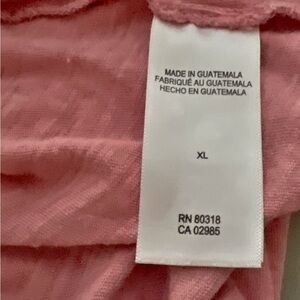 MADE IN GUATEMALA
FABRIQUÉ AU GUATEMALA
HECHO EN GUATEMALA
XL
RN 80318
CA 02985